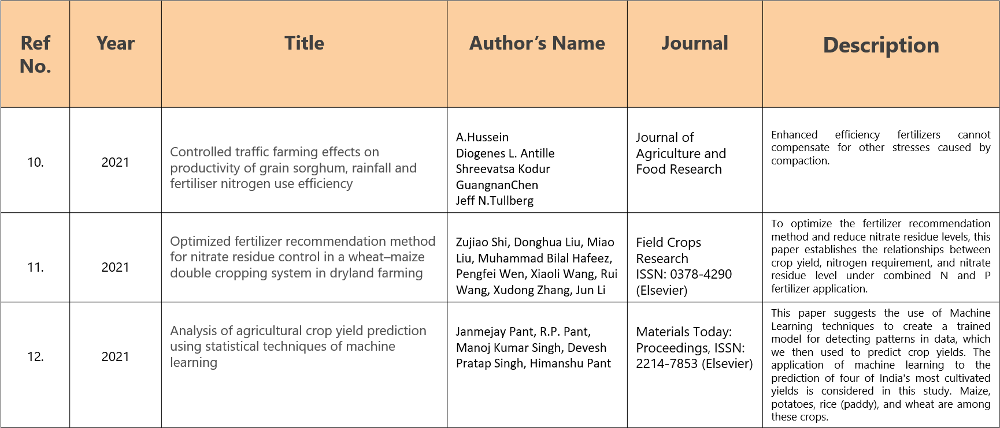 Ref
No.
Year
Title
Author’s Name
Journal
Description
10.
2021
Controlled traffic farming effects on
productivity of grain sorghum, rainfall and
fertiliser nitrogen use efficiency
A.Hussein
Diogenes L. Antille
Shreevatsa Kodur
GuangnanChen
Jeff N.Tullberg
Journal of
Agriculture and
Food Research
Enhanced efficiency fertilizers cannot
compensate for other stresses caused by
compaction.
11.
2021
Optimized fertilizer recommendation method
for nitrate residue control in a wheat–maize
double cropping system in dryland farming
Zujiao Shi, Donghua Liu, Miao
Liu, Muhammad Bilal Hafeez,
Pengfei Wen, Xiaoli Wang, Rui
Wang, Xudong Zhang, Jun Li
Field Crops
Research
ISSN: 0378-4290
(Elsevier)
To optimize the fertilizer recommendation
method and reduce nitrate residue levels, this
paper establishes the relationships between
crop yield, nitrogen requirement, and nitrate
residue level under combined N and P
fertilizer application.
12.
2021
Analysis of agricultural crop yield prediction
using statistical techniques of machine
learning
Janmejay Pant, R.P. Pant,
Manoj Kumar Singh, Devesh
Pratap Singh, Himanshu Pant
Materials Today:
Proceedings, ISSN:
2214-7853 (Elsevier)
This paper suggests the use of Machine
Learning techniques to create a trained
model for detecting patterns in data, which
we then used to predict crop yields. The
application of machine learning to the
prediction of four of India's most cultivated
yields is considered in this study. Maize,
potatoes, rice (paddy), and wheat are among
these crops.